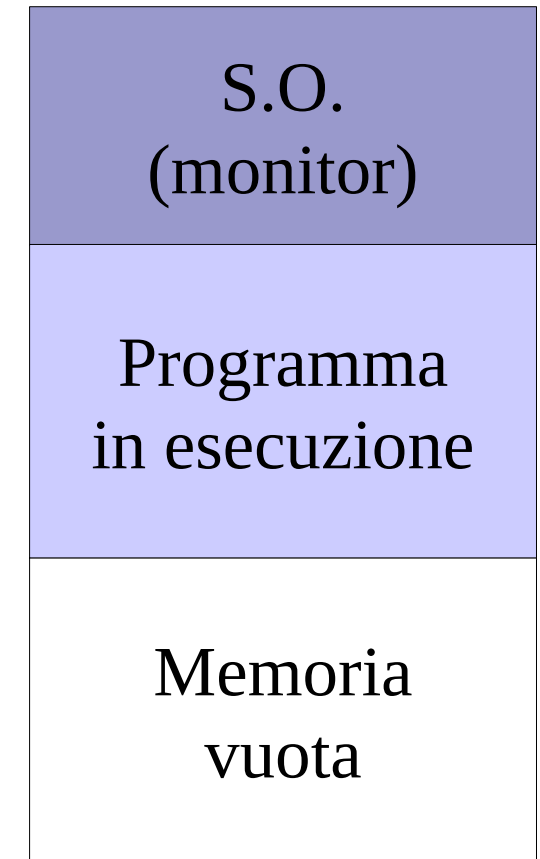 S.O.
(monitor)
Programma
in esecuzione
Memoria
vuota